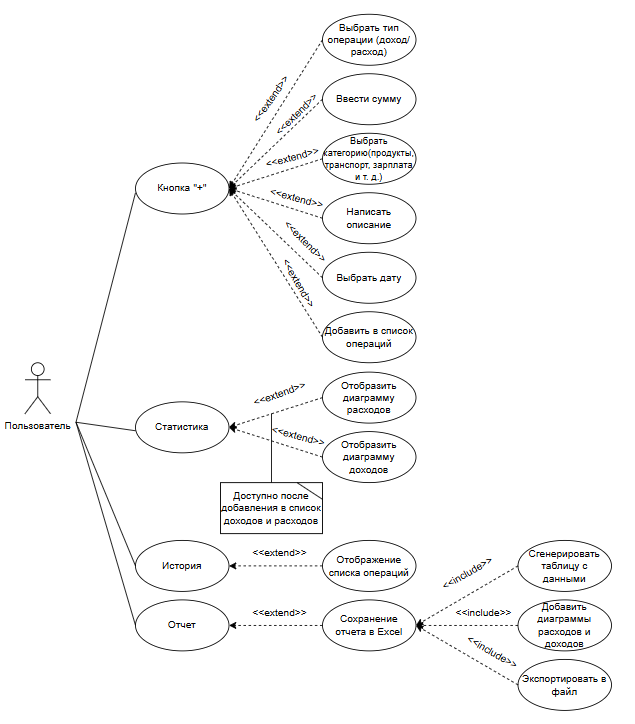 Выбрать тип
операции (доход/
расход)
<<extend>>
Ввести сумму
<<extend>>
Выбрать
категорию(продукты,
транспорт, зарплата
и т. д.)
<<extend>>
Кнопка "+"
<<extend>>
Написать
описание
<<extend>>
Выбрать дату
<<extend>>
Добавить в список
операций
Пользователь
Статистика
<<extend>>
Отобразить
диаграмму
расходов
<<extend>>
Отобразить
диаграмму
доходов
Доступно после
добавления в список
доходов и расходов
История
<<extend>>
Отображение
списка операций
Отчет
<<extend>>
Сохранение
отчета в Excel
<<include>>
Сгенерировать
таблицу с
данными
<<include>>
Добавить
диаграммы
расходов и
доходов
<<include>>
Экспортировать в
файл